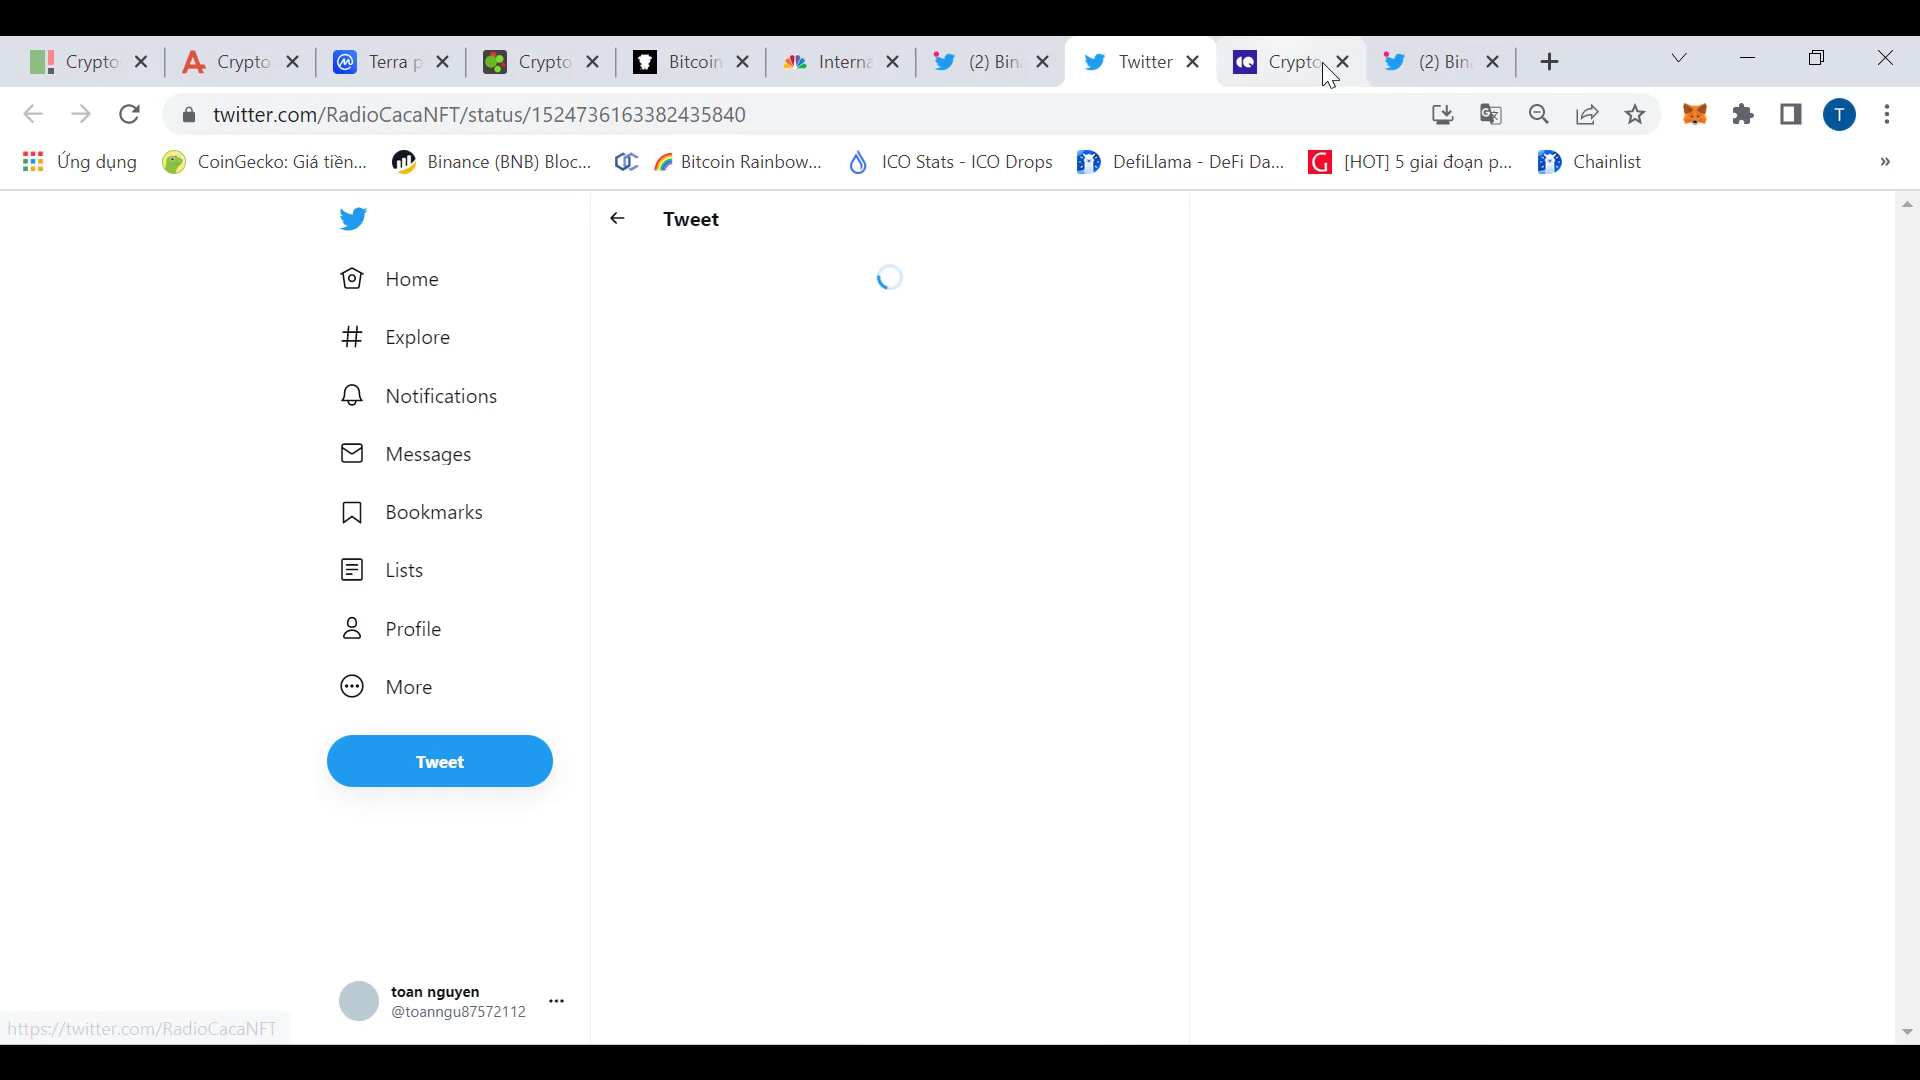 Crypto Crypto Terra p Crypto Bitcoin Interna (2) Bin Twitter Crypto (2) Bin
twitter.com/RadioCacaNFT/status/1524736163382435840
T
Ứng dụng CoinGecko: Giá tiền... Binance (BNB) Bloc... Bitcoin Rainbow... ICO Stats - ICO Drops DefiLlama - DeFi Da... [HOT] 5 giai đoạn p... Chainlist »
Tweet
Home
Explore
Notifications
Messages
Bookmarks
Lists
Profile
More
Tweet
toan nguyen
@toanngu87572112
https://twitter.com/RadioCacaNFT